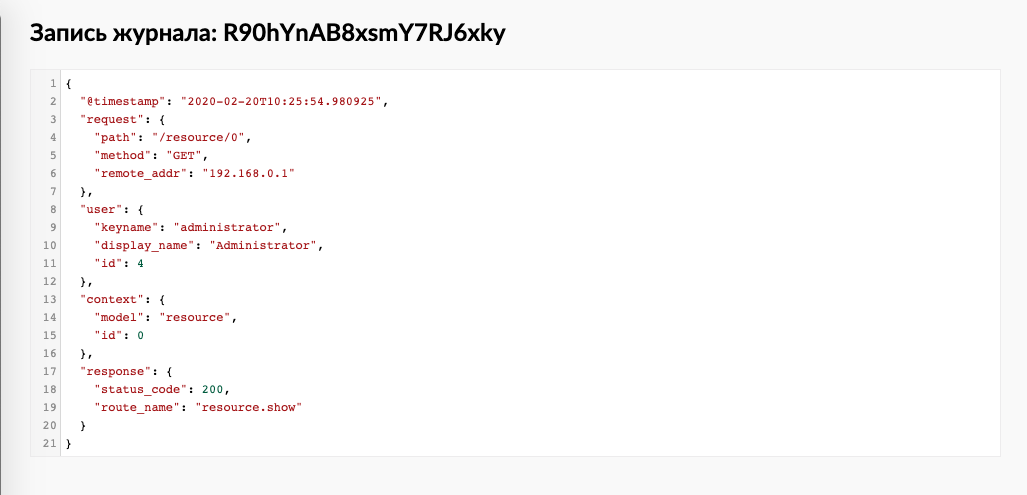 Запись журнала: R90hYnAB8xsmY7RJ6xky
1 {
2 "@timestamp": "2020-02-20T10:25:54.980925",
3 "request": {
4 "path": "/resource/0",
5 "method": "GET",
6 "remote_addr": "192.168.0.1"
7 },
8 "user": {
9 "keyname": "administrator",
10 "display_name": "Administrator",
11 "id": 4
12 },
13 "context": {
14 "model": "resource",
15 "id": 0
16 },
17 "response": {
18 "status_code": 200,
19 "route_name": "resource.show"
20 }
21 }